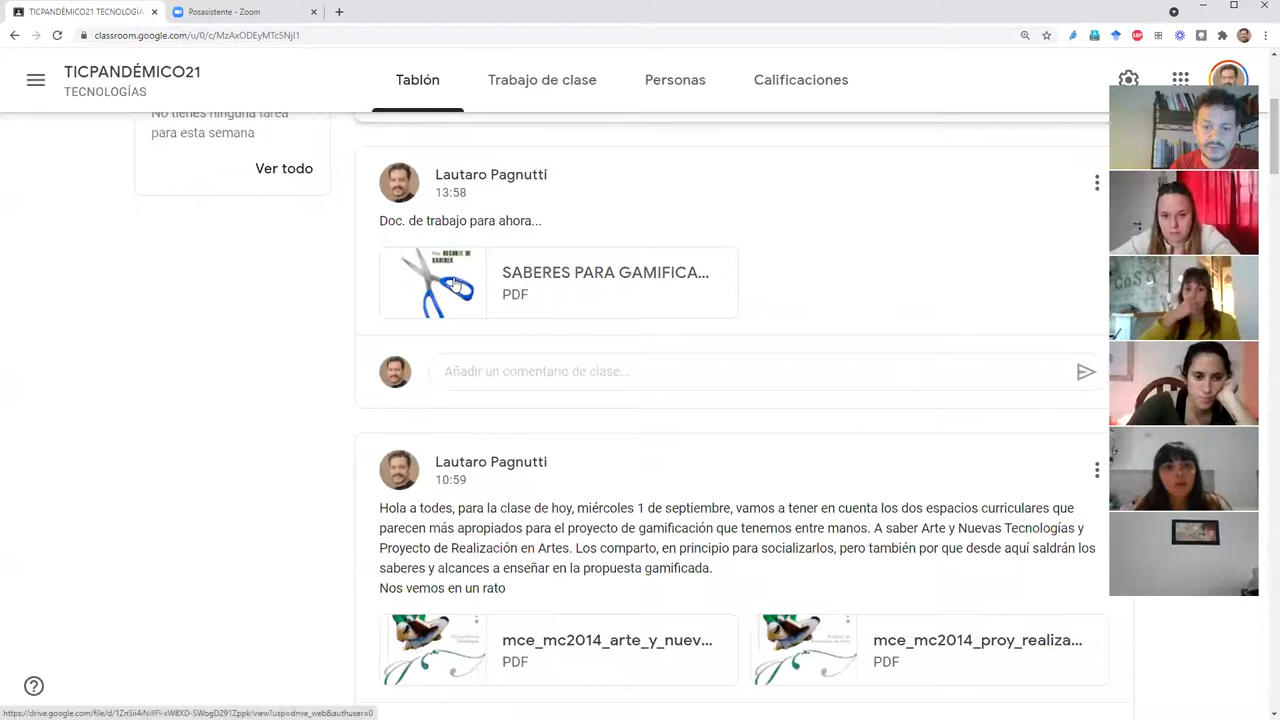 TICPANDÉMICO21 TECNOLOGÍA
Posasistente - Zoom
classroom.google.com/u/0/c/MzAxODEyMTc5NjI1
TICPANDÉMICO21
TECNOLOGÍAS
Tablón
Trabajo de clase
Personas
Calificaciones
No tienes ninguna tarea
para esta semana
Ver todo
Lautaro Pagnutti
13:58
Doc. de trabajo para ahora...
RECORTE DE
SABERES
SABERES PARA GAMIFICA...
PDF
Añadir un comentario de clase...
Lautaro Pagnutti
10:59
Hola a todes, para la clase de hoy, miércoles 1 de septiembre, vamos a tener en cuenta los dos espacios curriculares que
parecen más apropiados para el proyecto de gamificación que tenemos entre manos. A saber Arte y Nuevas Tecnologías y
Proyecto de Realización en Artes. Los comparto, en principio para socializarlos, pero también por que desde aquí saldrán los
saberes y alcances a enseñar en la propuesta gamificada.
Nos vemos en un rato
mce_mc2014_arte_y_nuev...
PDF
mce_mc2014_proy_realiza...
PDF